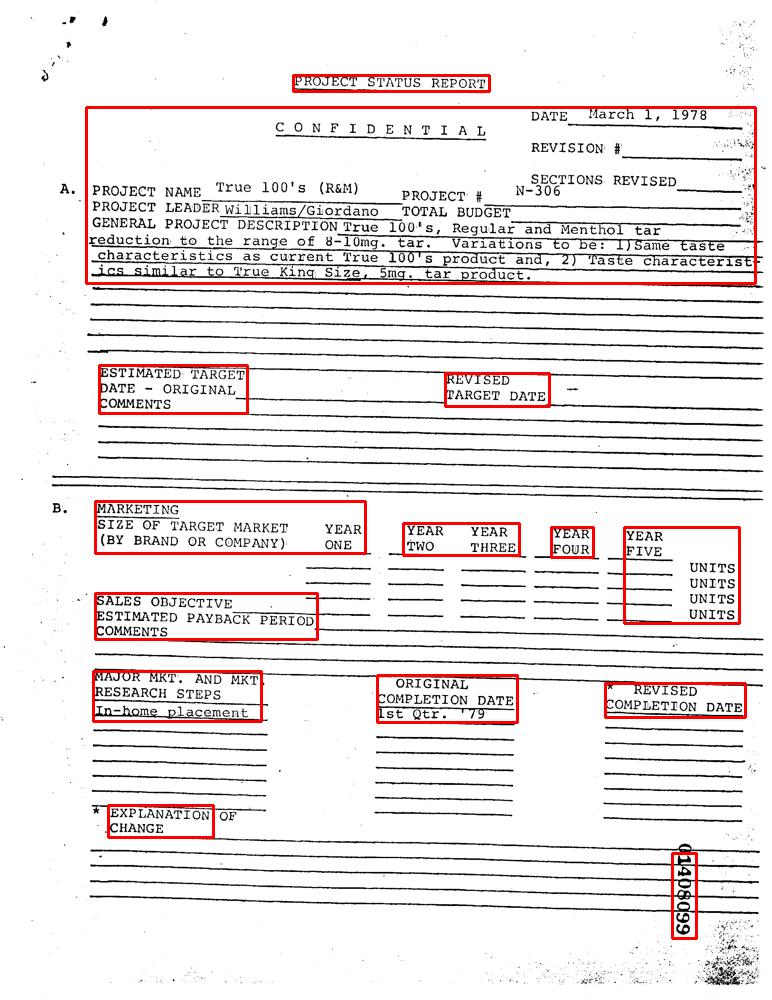 PROJECT STATUS REPORT
DATE March 1, 1978
CONFIDENTIAL
REVISION #
SECTIONS REVISED
A. PROJECT NAME True 100's (R&M) PROJECT # N-306
PROJECT LEADER Williams/Giordano TOTAL BUDGET
GENERAL PROJECT DESCRIPTION True 100's, Regular and Menthol tar
reduction to the range of 8-10mg. tar. Variations to be: 1)Same taste
characteristics as current True 100's product and, 2) Taste characterist-
ics similar to True King Size, 5mg. tar product.
ESTIMATED TARGET
DATE - ORIGINAL
COMMENTS
REVISED
TARGET DATE
B. MARKETING
SIZE OF TARGET MARKET
(BY BRAND OR COMPANY)
YEAR ONE
YEAR TWO
YEAR THREE
YEAR FOUR
YEAR FIVE
UNITS
UNITS
UNITS
UNITS
SALES OBJECTIVE
ESTIMATED PAYBACK PERIOD
COMMENTS
MAJOR MKT. AND MKT.
RESEARCH STEPS
In-home placement
ORIGINAL
COMPLETION DATE
1st Qtr. '79
* REVISED
COMPLETION DATE
* EXPLANATION OF
CHANGE
01408099